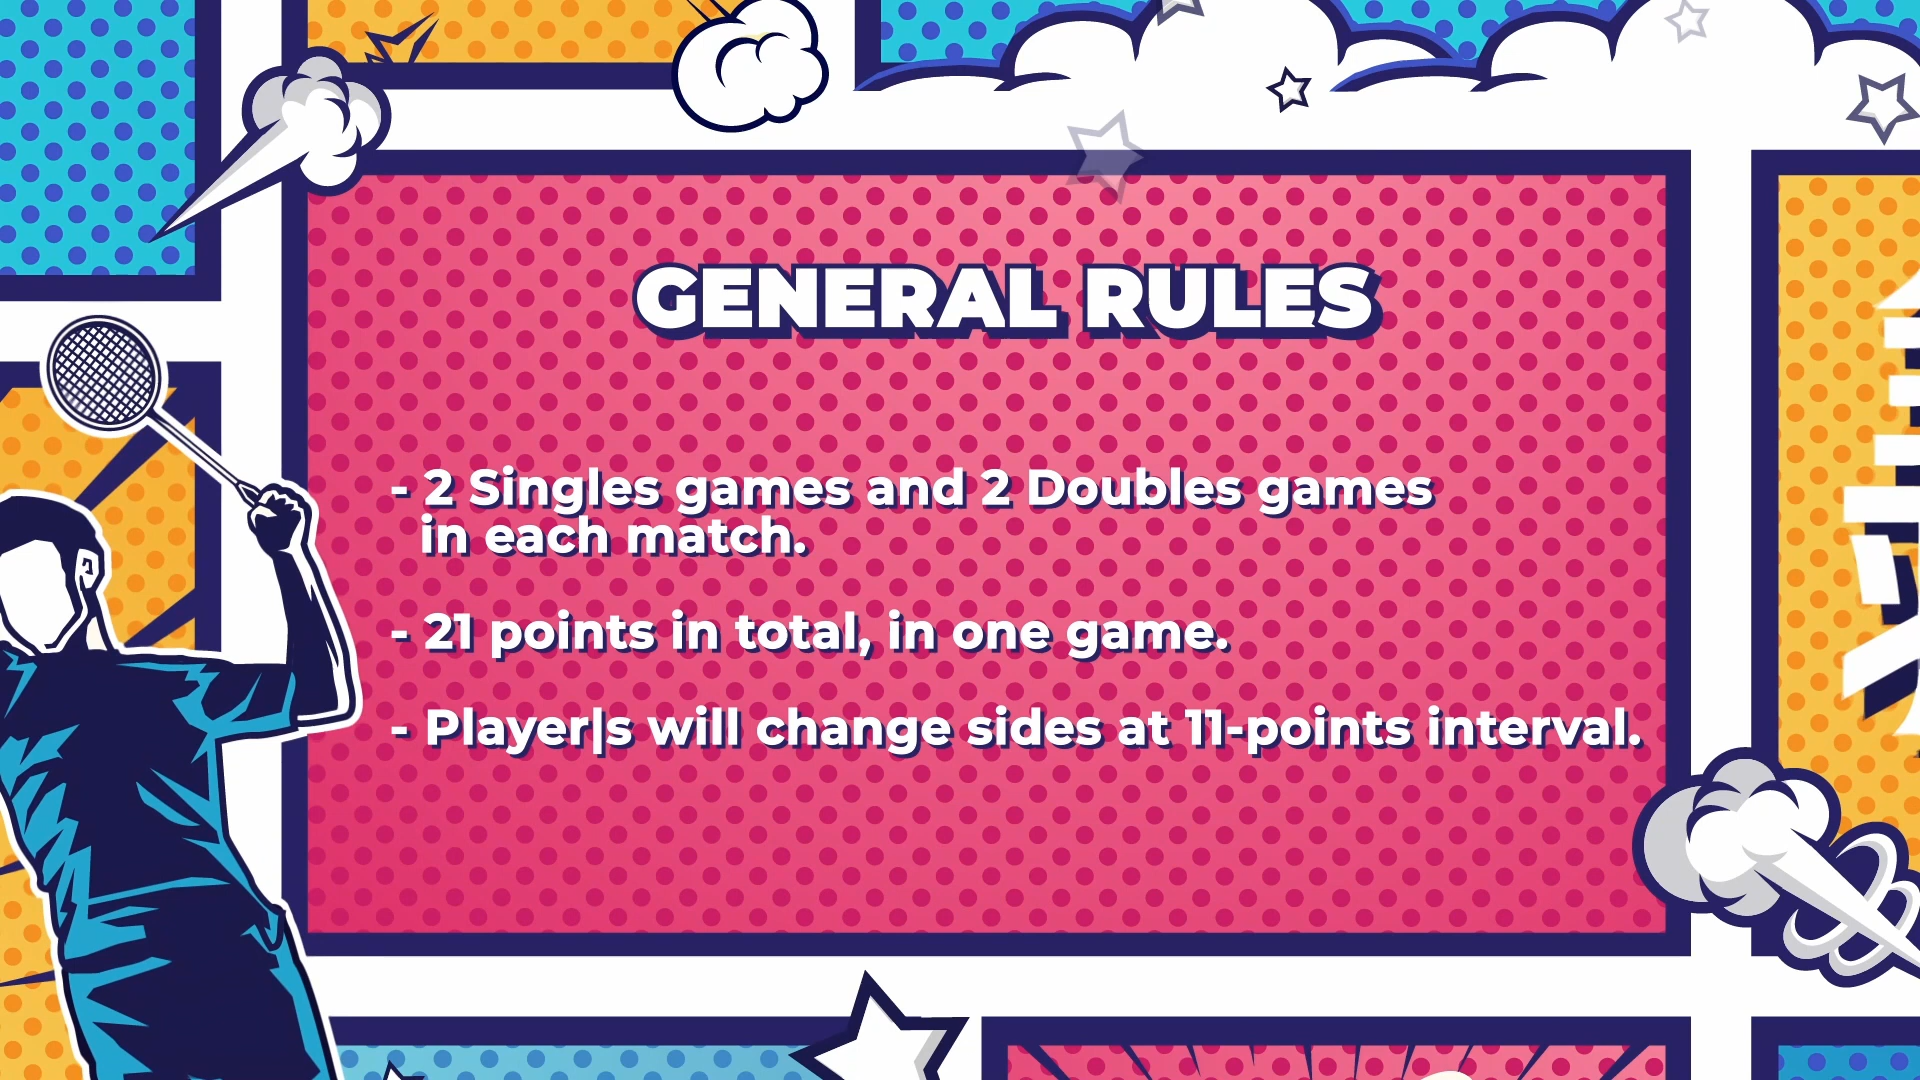 GENERAL RULES
- 2 Singles games and 2 Doubles games
in each match.
- 21 points in total, in one game.
- Player|s will change sides at 11-points interval.